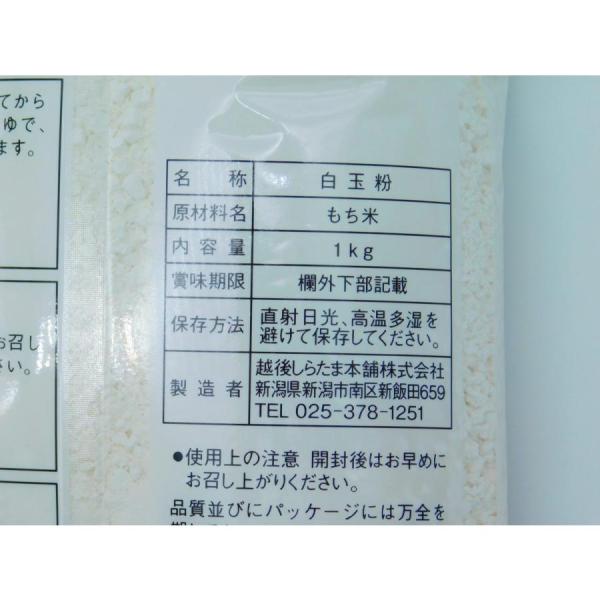 てから
ゆで、
ます。
お召し
さい。
名称 白玉粉
原材料名 もち米
内容量 1kg
賞味期限 欄外下部記載
保存方法 直射日光、高温多湿を
避けて保存してください。
製造者 越後しらたま本舗株式会社
新潟県新潟市南区新飯田659
TEL 025-378-1251
●使用上の注意 開封後はお早めに
お召し上がりください。
品質並びにパッケージには万全を